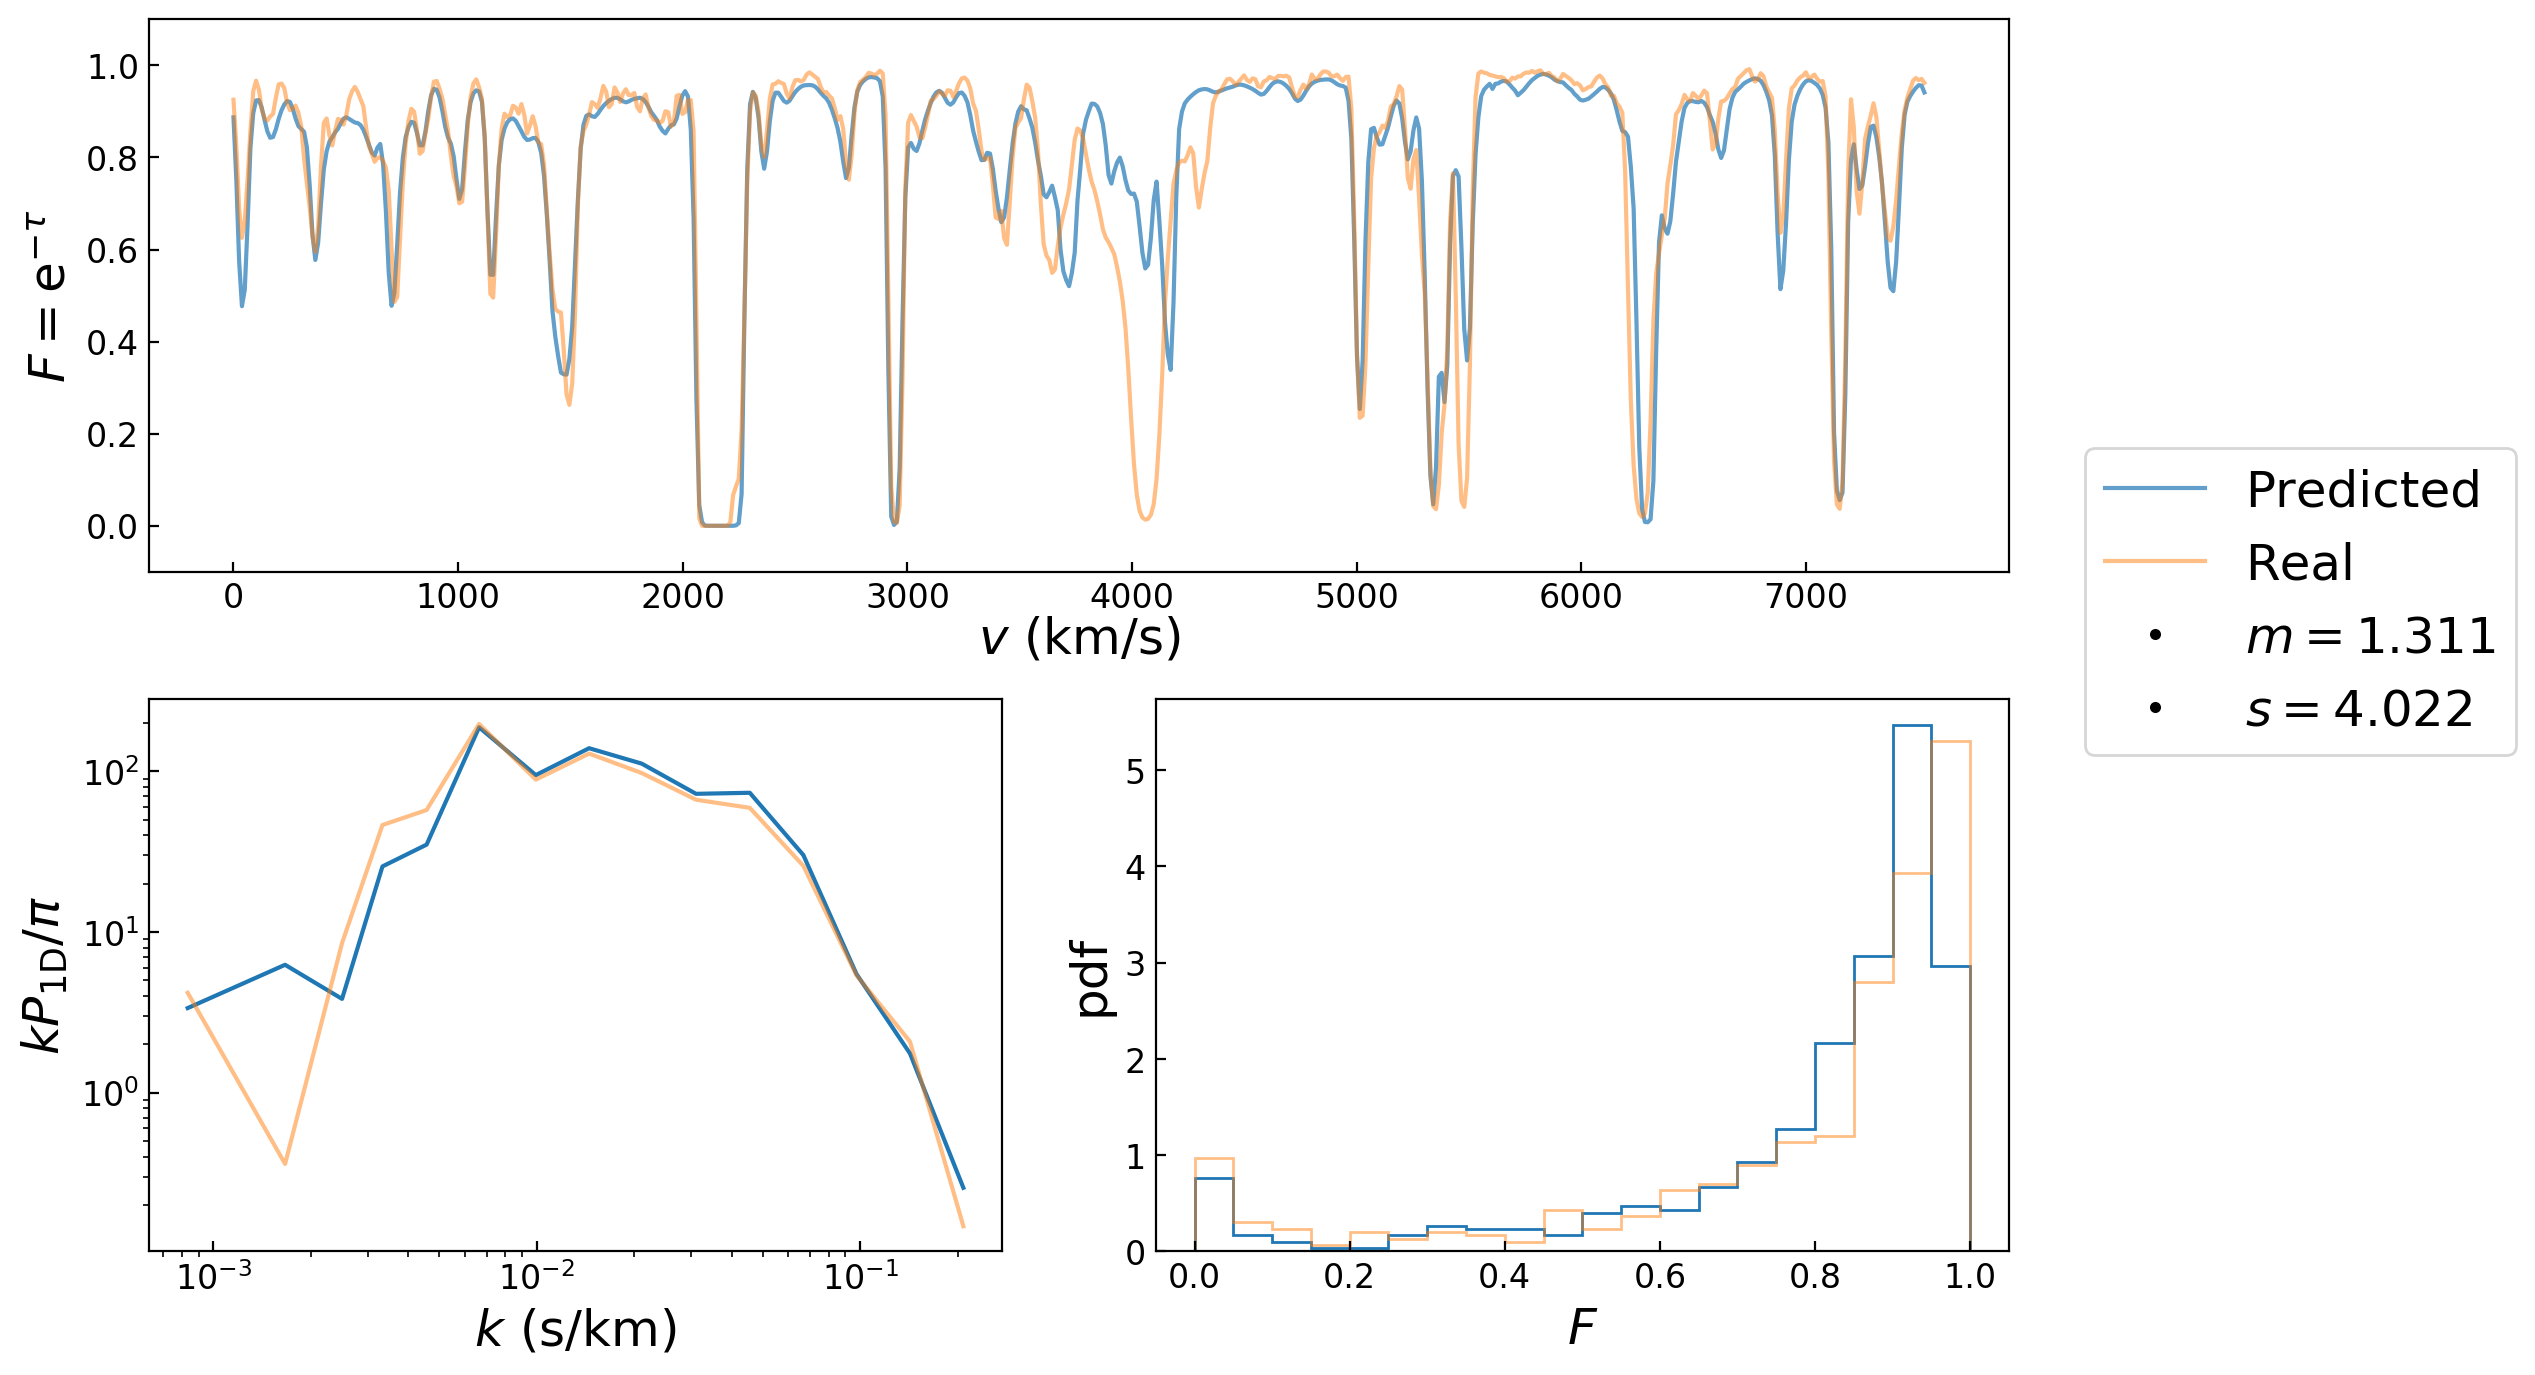 1.0
0.8
0.6
0.4
0.2
0.0
F = e^{−τ}
0 1000 2000 3000 4000 5000 6000 7000
v (km/s)
Predicted
Real
m = 1.311
s = 4.022
10^2
10^1
10^0
kP_{1D}/π
10^{−3} 10^{−2} 10^{−1}
k (s/km)
5
4
3
2
1
0
pdf
0.0 0.2 0.4 0.6 0.8 1.0
F